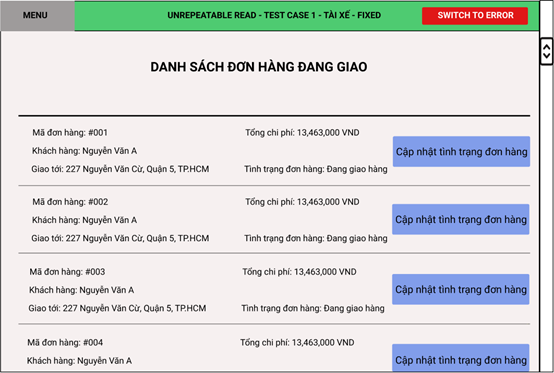 MENU
UNREPEATABLE READ - TEST CASE 1 - TÀI XẾ - FIXED
SWITCH TO ERROR
DANH SÁCH ĐƠN HÀNG ĐANG GIAO
Mã đơn hàng: #001
Tổng chi phí: 13,463,000 VND
Khách hàng: Nguyễn Văn A
Cập nhật tình trạng đơn hàng
Giao tới: 227 Nguyễn Văn Cừ, Quận 5, TP.HCM
Tình trạng đơn hàng: Đang giao hàng
Mã đơn hàng: #002
Tổng chi phí: 13,463,000 VND
Khách hàng: Nguyễn Văn A
Cập nhật tình trạng đơn hàng
Giao tới: 227 Nguyễn Văn Cừ, Quận 5, TP.HCM
Tình trạng đơn hàng: Đang giao hàng
Mã đơn hàng: #003
Tổng chi phí: 13,463,000 VND
Khách hàng: Nguyễn Văn A
Cập nhật tình trạng đơn hàng
Giao tới: 227 Nguyễn Văn Cừ, Quận 5, TP.HCM
Tình trạng đơn hàng: Đang giao hàng
Mã đơn hàng: #004
Tổng chi phí: 13,463,000 VND
Khách hàng: Nguyễn Văn A
Cập nhật tình trạng đơn hàng